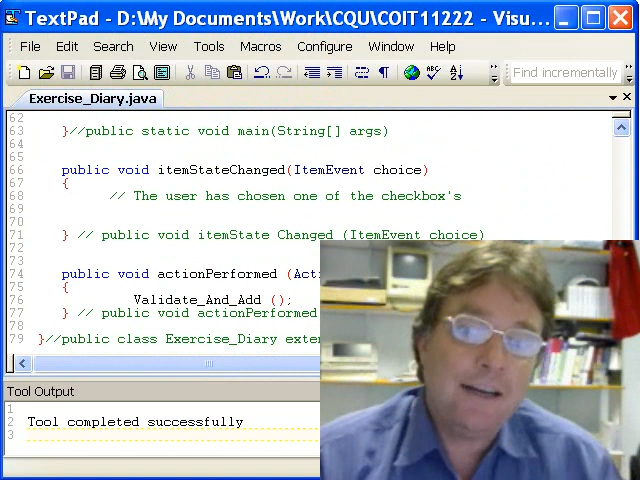 TextPad - D:\My Documents\Work\CQU\COIT11222 - Visu...
File Edit Search View Tools Macros Configure Window Help
Find incrementally
Exercise_Diary.java
62
63 }//public static void main(String[] args)
64
65
66 public void itemStateChanged(ItemEvent choice)
67 {
68 // The user has chosen one of the checkbox's
69
70
71 } // public void itemState Changed (ItemEvent choice)
72
73
74 public void actionPerformed (Acti
75 {
76 Validate_And_Add ();
77 } // public void actionPerformed
78
79 }//public class Exercise_Diary exten
Tool Output
1
2 Tool completed successfully
3